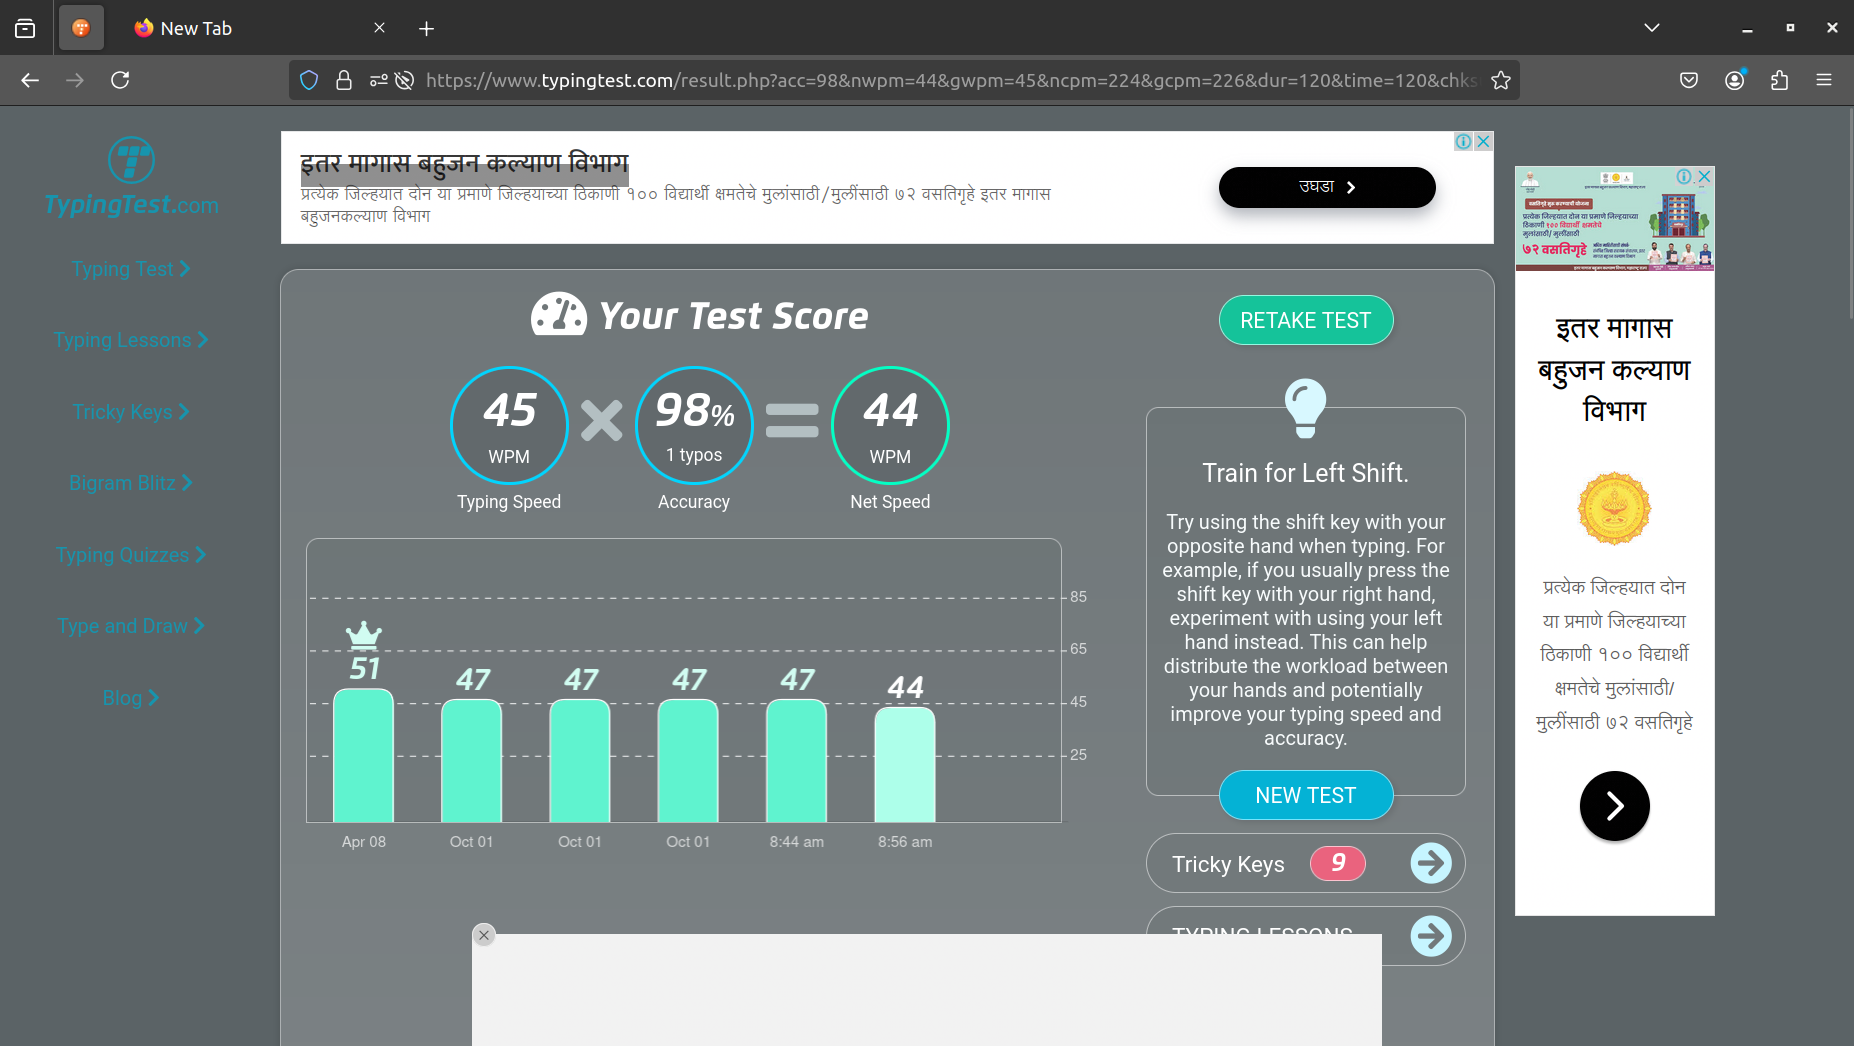 New Tab
https://www.typingtest.com/result.php?acc=98&nwpm=44&gwpm=45&ncpm=224&gcpm=226&dur=120&time=120&chks
TypingTest.com
Typing Test
Typing Lessons
Tricky Keys
Bigram Blitz
Typing Quizzes
Type and Draw
Blog
इतर मागास बहुजन कल्याण विभाग
प्रत्येक जिल्हयात दोन या प्रमाणे जिल्हयाच्या ठिकाणी १०० विद्यार्थी क्षमतेचे मुलांसाठी/मुलींसाठी ७२ वसतिगृहे इतर मागास
बहुजनकल्याण विभाग
उघडा
Your Test Score
45
WPM
Typing Speed
98%
1 typos
Accuracy
44
WPM
Net Speed
85
65
45
25
51
47
47
47
47
44
Apr 08
Oct 01
Oct 01
Oct 01
8:44 am
8:56 am
RETAKE TEST
Train for Left Shift.
Try using the shift key with your
opposite hand when typing. For
example, if you usually press the
shift key with your right hand,
experiment with using your left
hand instead. This can help
distribute the workload between
your hands and potentially
improve your typing speed and
accuracy.
NEW TEST
Tricky Keys 9
TYPING LESSONS
प्रत्येक जिल्हयात दोन या प्रमाणे जिल्हयाच्या
ठिकाणी १०० विद्यार्थी क्षमतेचे
मुलांसाठी/ मुलींसाठी
७२ वसतिगृहे
इतर मागास
बहुजन कल्याण
विभाग
प्रत्येक जिल्हयात दोन
या प्रमाणे जिल्हयाच्या
ठिकाणी १०० विद्यार्थी
क्षमतेचे मुलांसाठी/
मुलींसाठी ७२ वसतिगृहे